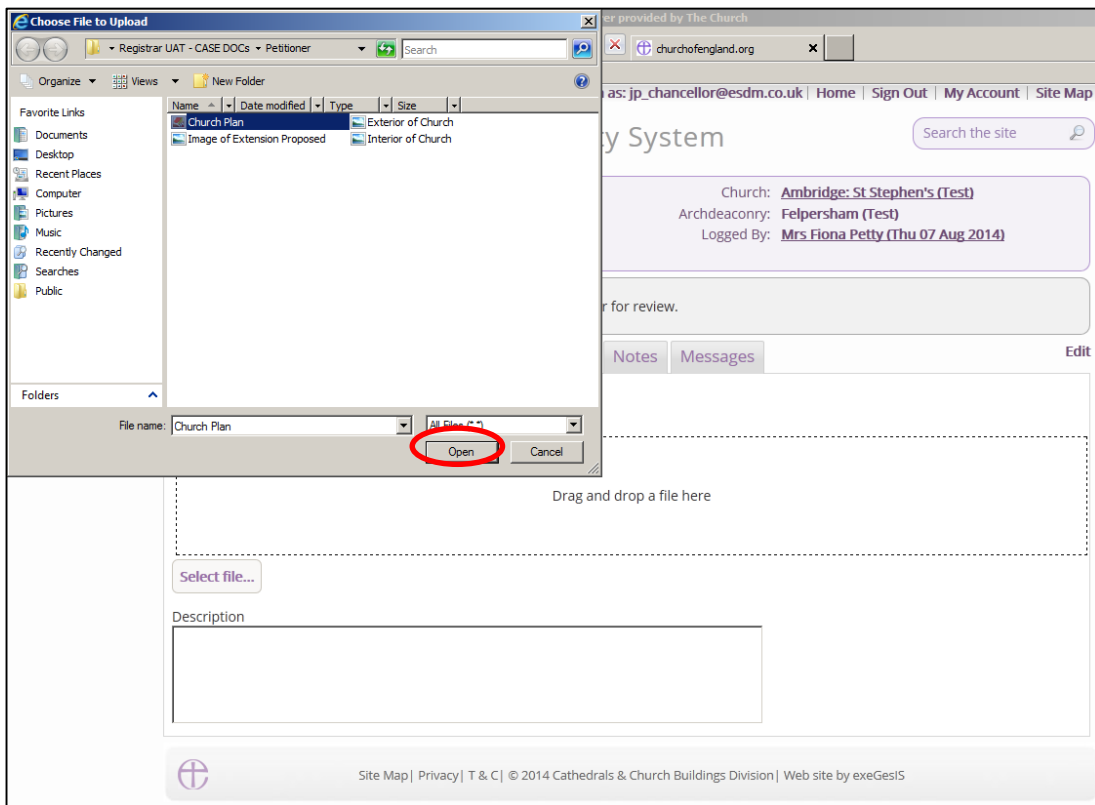 Choose File to Upload
er provided by The Church
Registrar UAT - CASE DOCs Petitioner
Search
churchofengland.org
Organize Views New Folder
as: jp_chancellor@esdm.co.uk | Home | Sign Out | My Account | Site Map
Favorite Links
Name Date modified Type Size
Documents
Desktop
Recent Places
Computer
Pictures
Music
Recently Changed
Searches
Public
Church Plan
Exterior of Church
Image of Extension Proposed
Interior of Church
y System
Search the site
Church: Ambridge: St Stephen's (Test)
Archdeaconry: Felpersham (Test)
Logged By: Mrs Fiona Petty (Thu 07 Aug 2014)
r for review.
Notes Messages Edit
Folders
File name: Church Plan
All Files (*.*)
Open Cancel
Drag and drop a file here
Select file...
Description
Site Map| Privacy| T & C| © 2014 Cathedrals & Church Buildings Division| Web site by exeGesIS